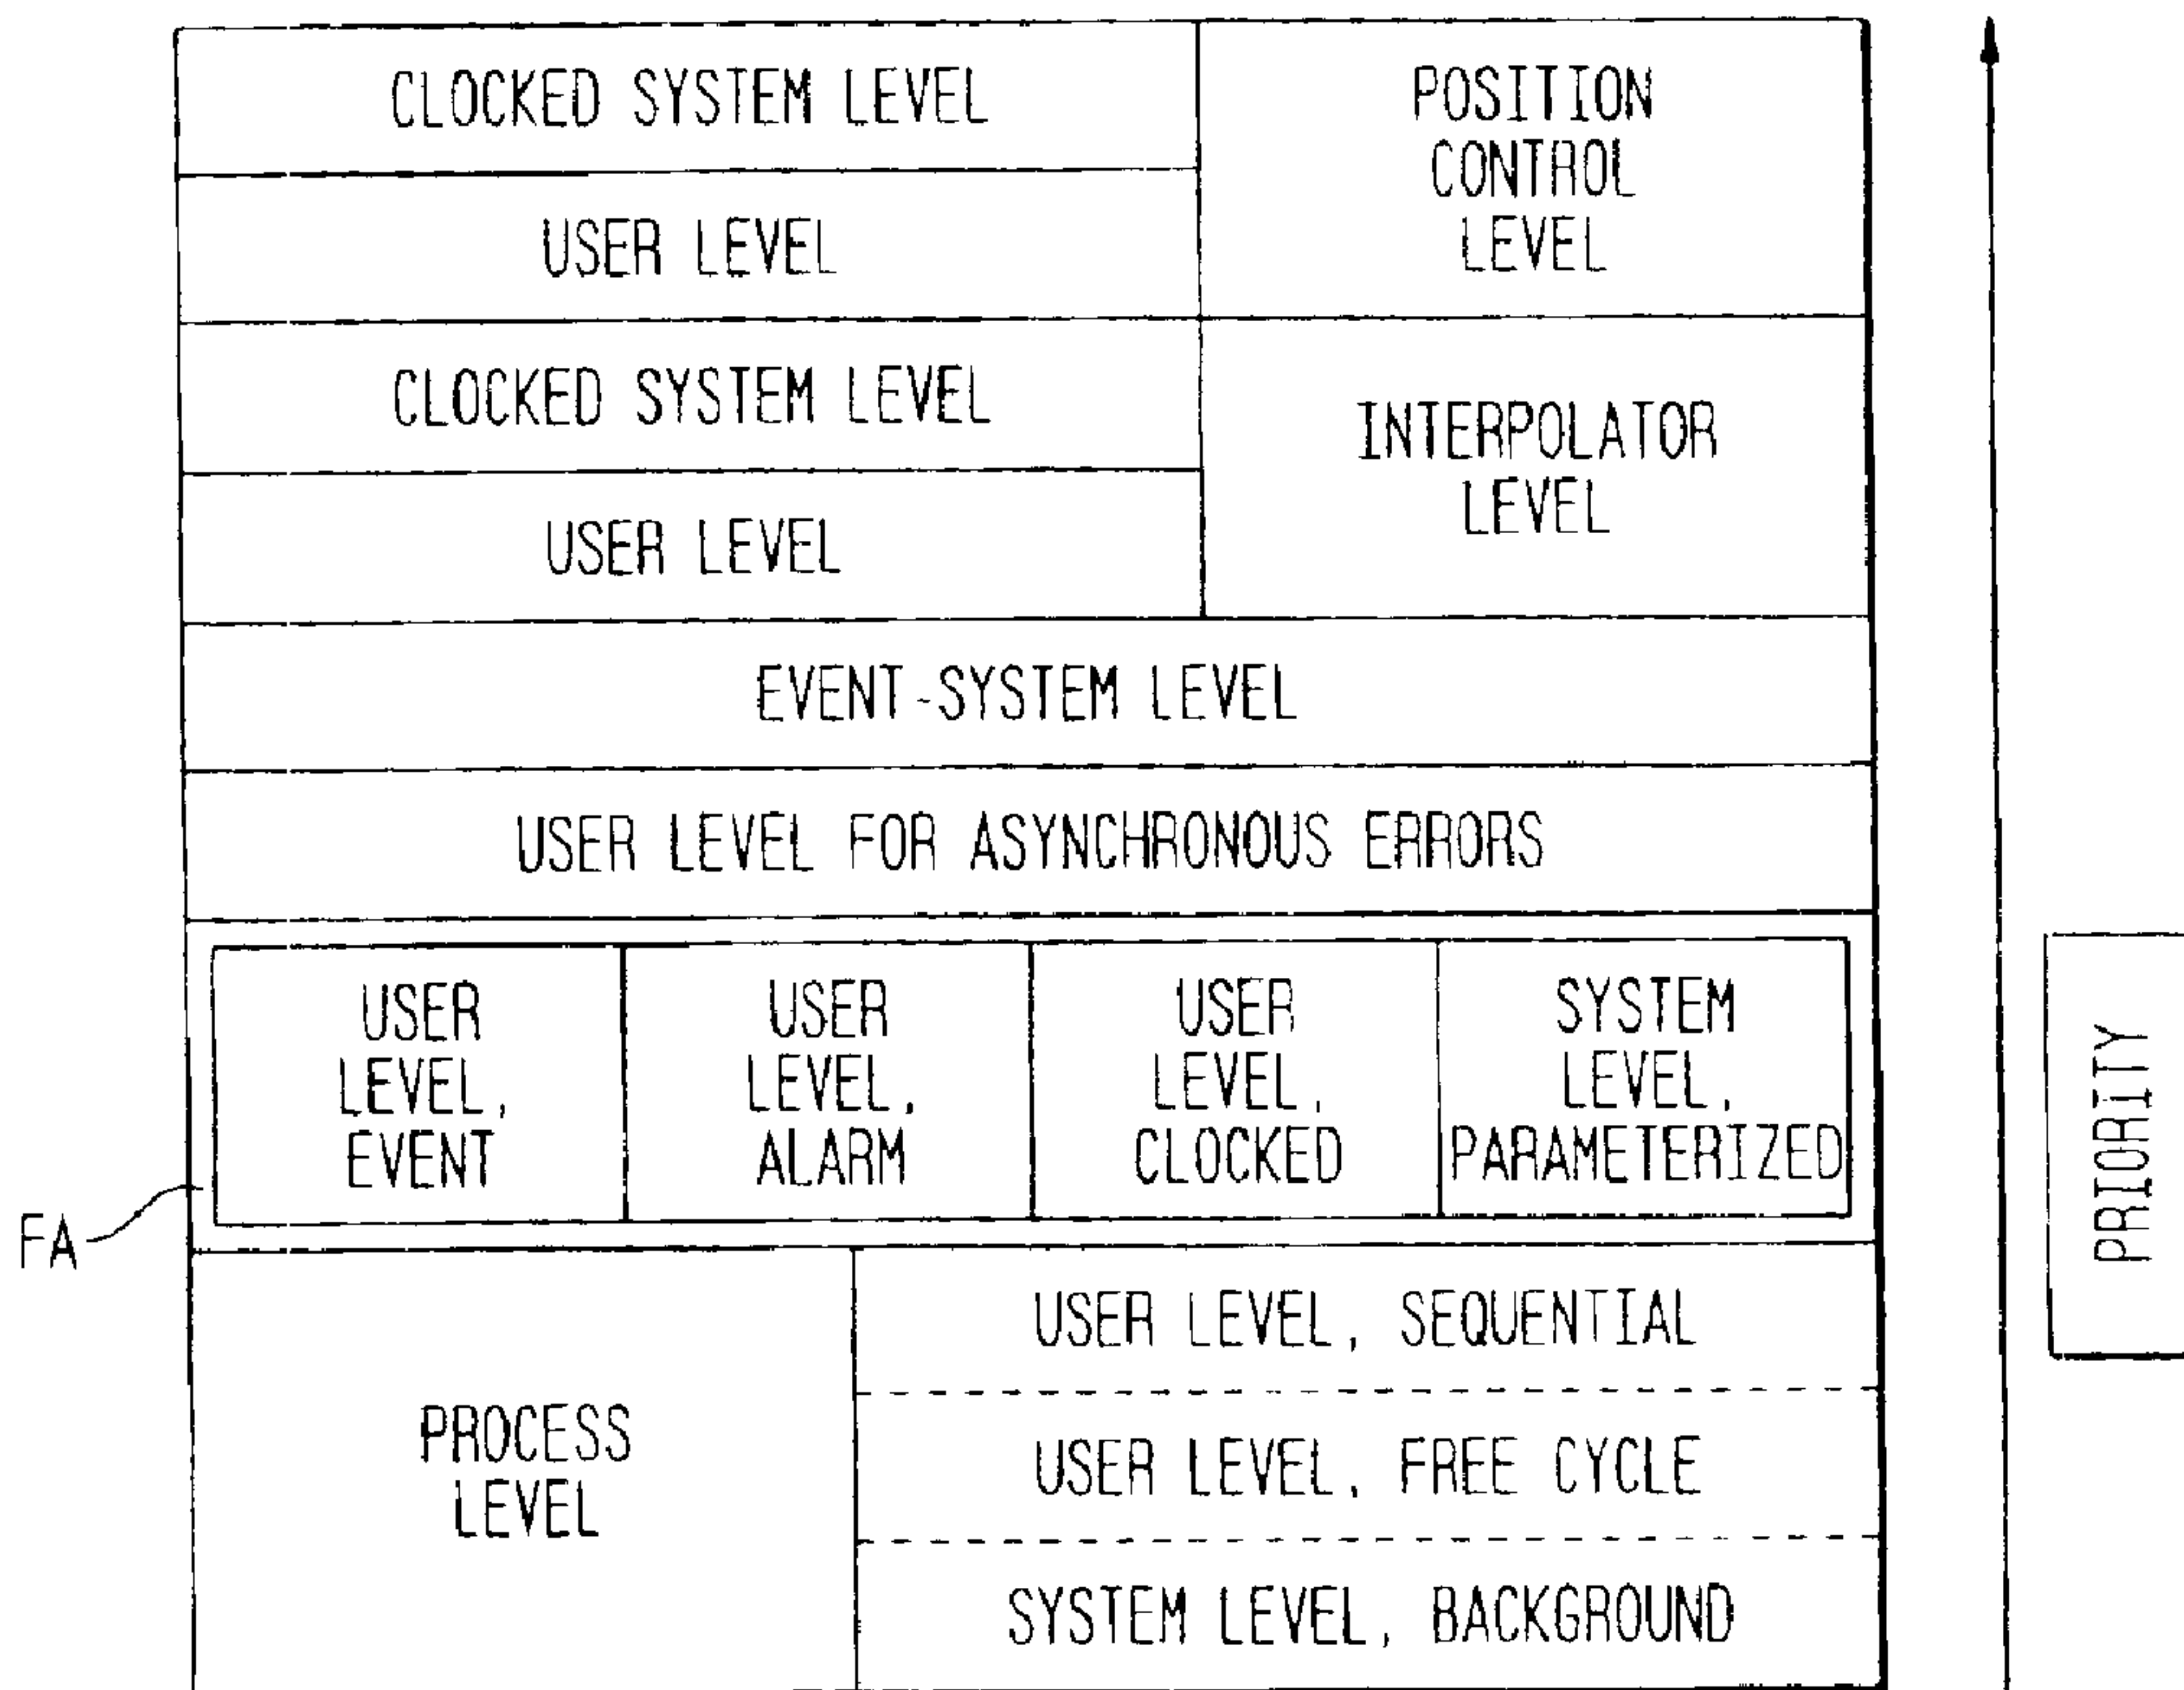 CLOCKED SYSTEM LEVEL
POSITION
CONTROL
LEVEL
USER LEVEL
CLOCKED SYSTEM LEVEL
INTERPOLATOR
LEVEL
USER LEVEL
EVENT-SYSTEM LEVEL
USER LEVEL FOR ASYNCHRONOUS ERRORS
USER
LEVEL,
EVENT
USER
LEVEL,
ALARM
USER
LEVEL,
CLOCKED
SYSTEM
LEVEL,
PARAMETERIZED
FA
PRIORITY
PROCESS
LEVEL
USER LEVEL, SEQUENTIAL
USER LEVEL, FREE CYCLE
SYSTEM LEVEL, BACKGROUND